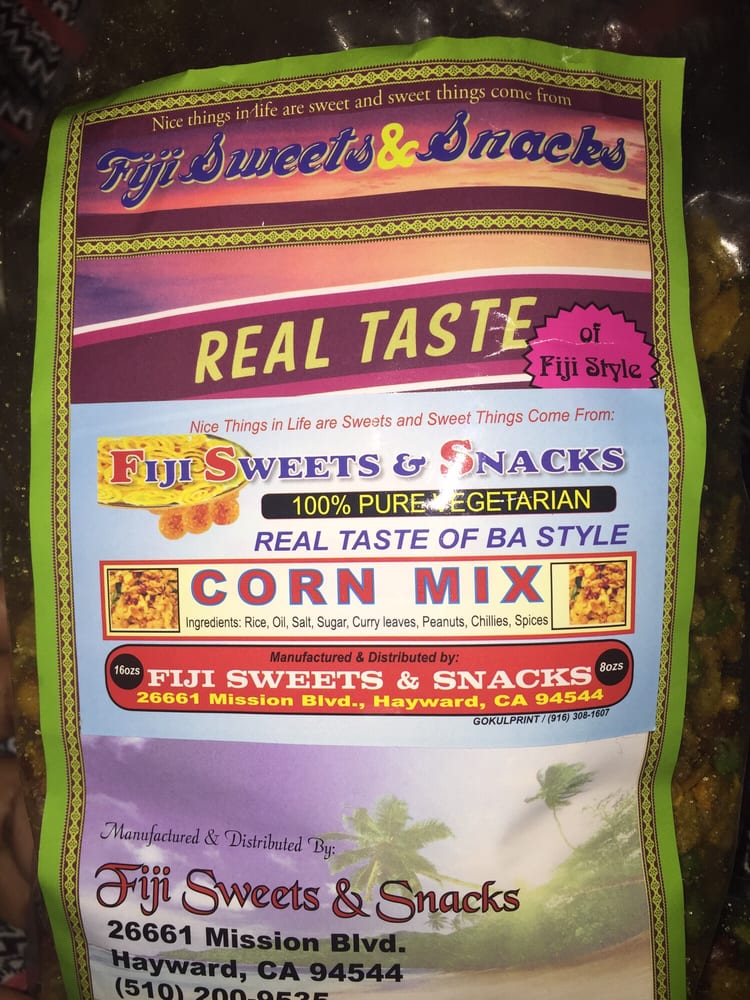 Nice things in life are sweet and sweet things come from
Fiji Sweets & Snacks
REAL TASTE
of
Fiji Style
Nice Things in Life are Sweets and Sweet Things Come From:
FIJI SWEETS & SNACKS
100% PURE VEGETARIAN
REAL TASTE OF BA STYLE
CORN MIX
Ingredients: Rice, Oil, Salt, Sugar, Curry leaves, Peanuts, Chillies, Spices
Manufactured & Distributed by:
16ozs FIJI SWEETS & SNACKS 8ozs
26661 Mission Blvd., Hayward, CA 94544
GOKULPRINT / (916) 308-1607
Manufactured & Distributed By:
Fiji Sweets & Snacks
26661 Mission Blvd.
Hayward, CA 94544
(510) 200-9535